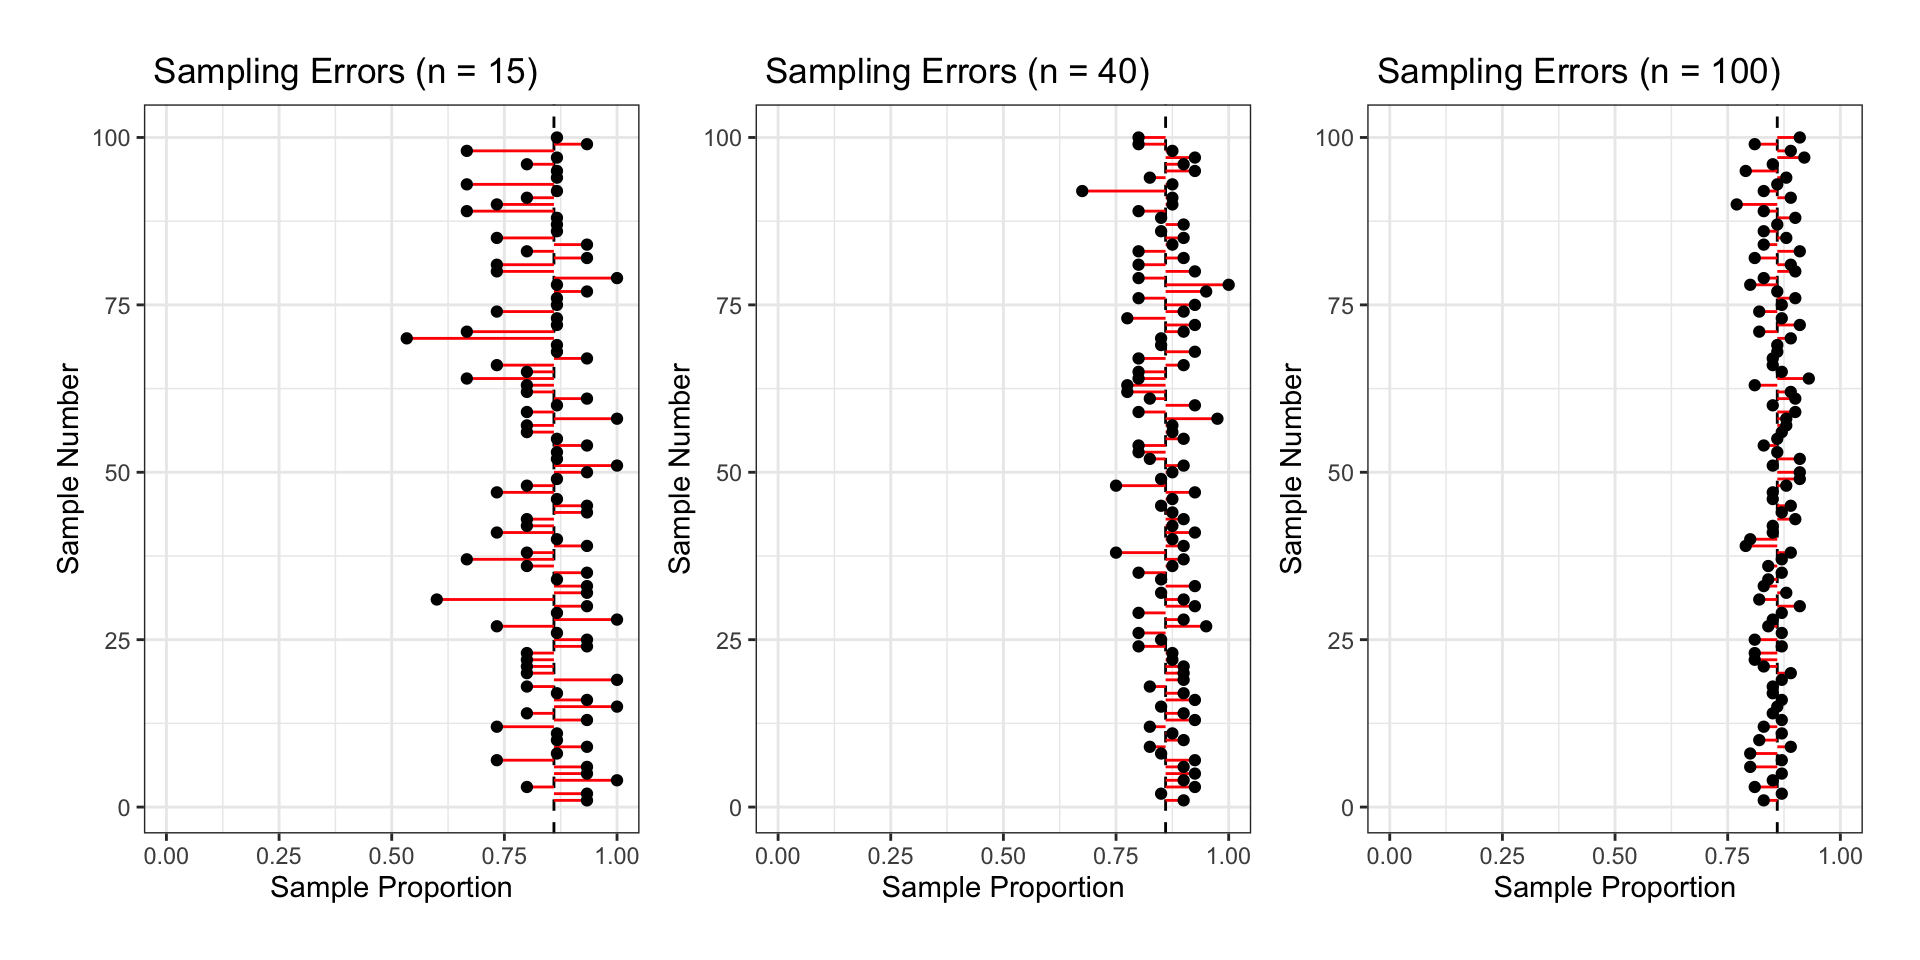 Sampling Errors (n = 15)
Sample Number
100
75
50
25
0
0.00 0.25 0.50 0.75 1.00
Sample Proportion
Sampling Errors (n = 40)
Sample Number
100
75
50
25
0
0.00 0.25 0.50 0.75 1.00
Sample Proportion
Sampling Errors (n = 100)
Sample Number
100
75
50
25
0
0.00 0.25 0.50 0.75 1.00
Sample Proportion